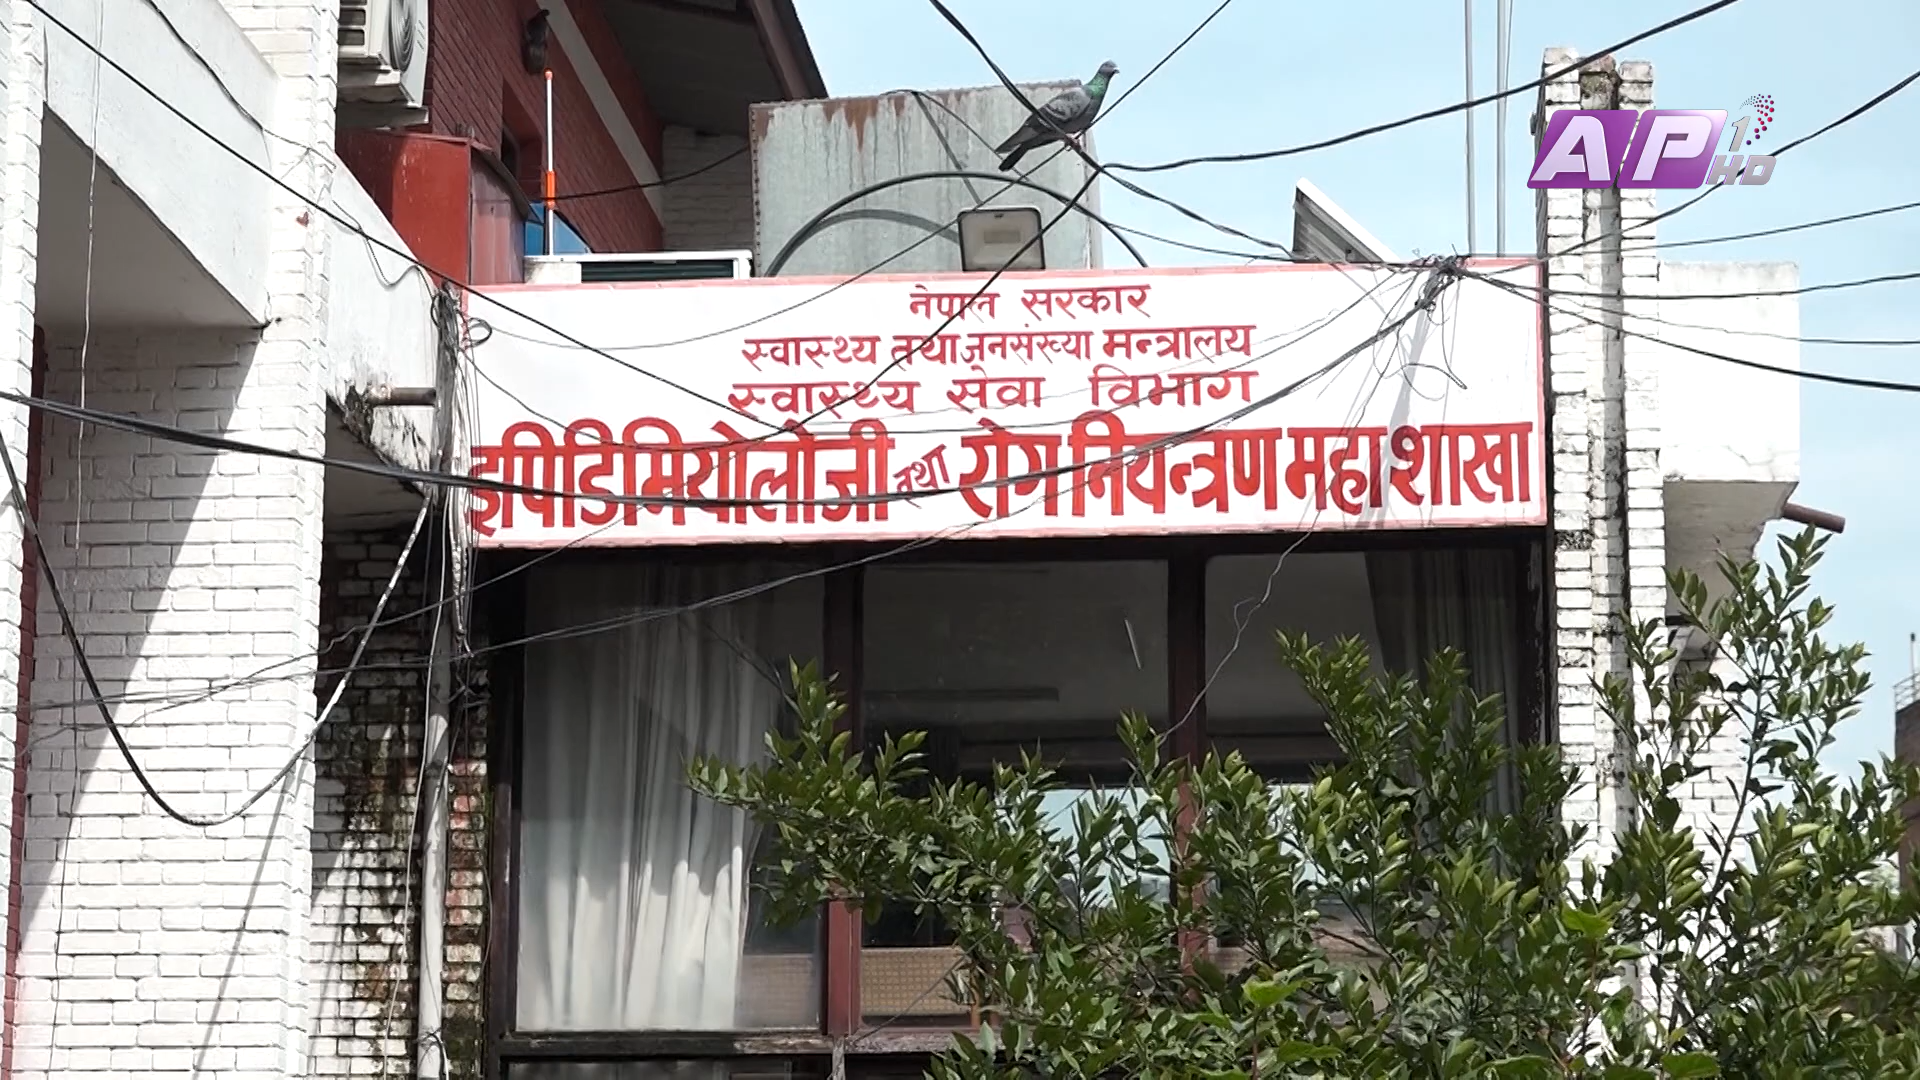 नेपाल सरकार
स्वास्थ्य तथा जनसंख्या मन्त्रालय
स्वास्थ्य सेवा विभाग
इपिडिमियोलोजी तथा रोग नियन्त्रण महाशाखा
AP1 HD